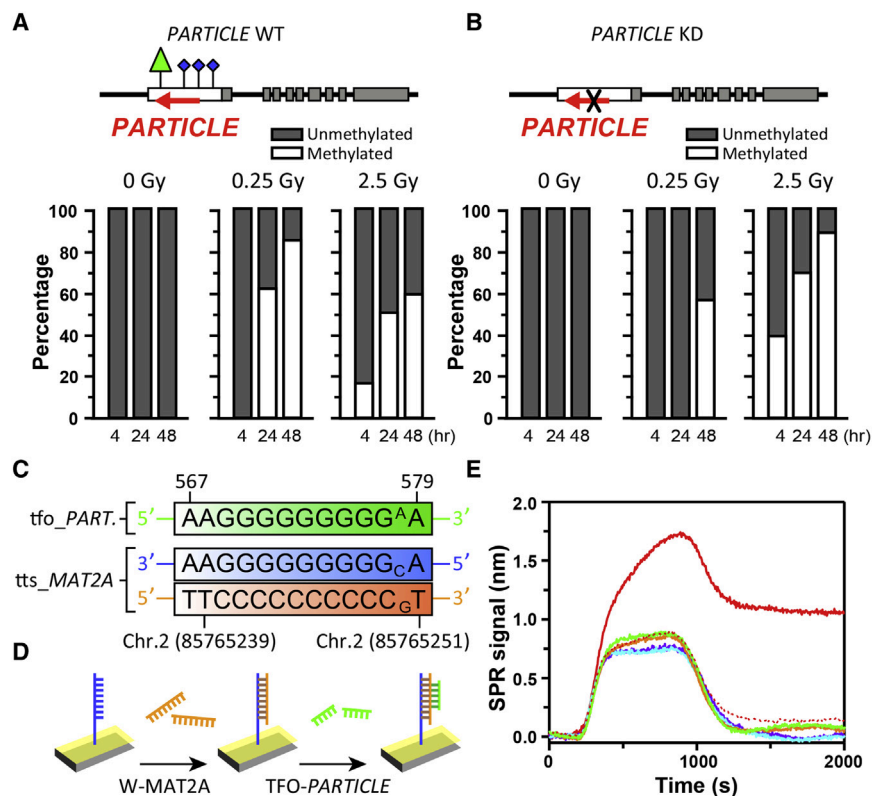 A
PARTICLE WT
PARTICLE
Unmethylated
Methylated
0 Gy
0.25 Gy
2.5 Gy
Percentage
100
80
60
40
20
0
4 24 48
4 24 48
4 24 48 (hr)
B
PARTICLE KD
PARTICLE
Unmethylated
Methylated
0 Gy
0.25 Gy
2.5 Gy
Percentage
100
80
60
40
20
0
4 24 48
4 24 48
4 24 48 (hr)
C
567 579
tfo_PART. 5′ AAGGGGGGGGGGAA 3′
tts_MAT2A 3′ AAGGGGGGGGGGCA 5′
5′ TTCCCCCCCCCCGT 3′
Chr.2 (85765239) Chr.2 (85765251)
D
W-MAT2A
TFO-PARTICLE
E
SPR signal (nm)
2.0
1.5
1.0
0.5
0.0
0 1000 2000
Time (s)